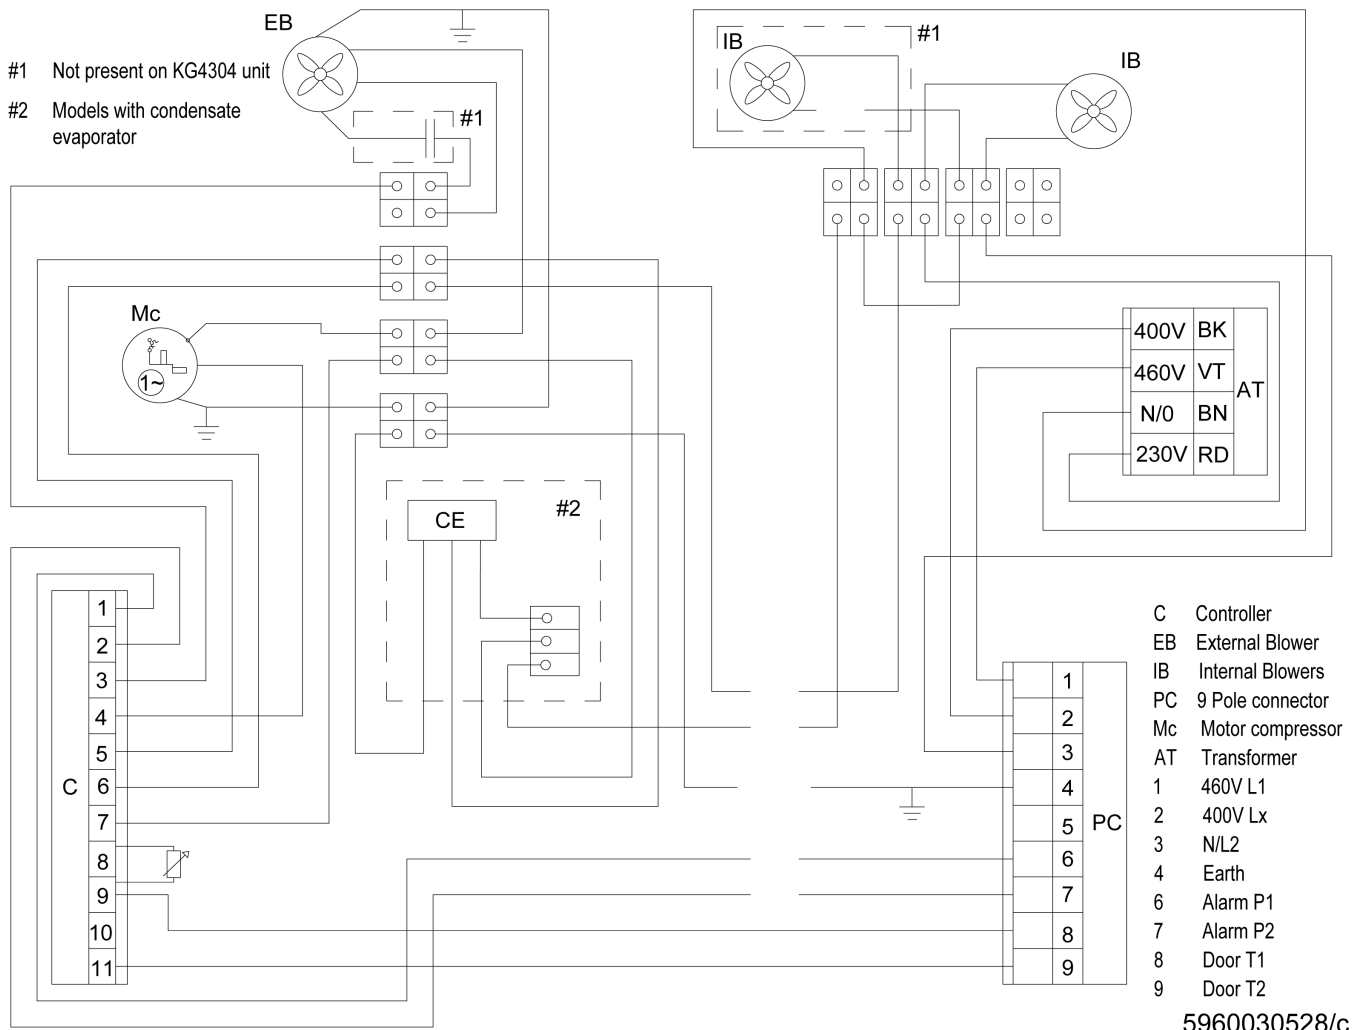 EB
#1 Not present on KG4304 unit
#2 Models with condensate
evaporator
#1
IB
#1
IB
Mc
1~
400V BK
460V VT
N/0 BN
230V RD
AT
CE
#2
C
1
2
3
4
5
6
7
8
9
10
11
1
2
3
4
5
6
7
8
9
PC
C Controller
EB External Blower
IB Internal Blowers
PC 9 Pole connector
Mc Motor compressor
AT Transformer
1 460V L1
2 400V Lx
3 N/L2
4 Earth
6 Alarm P1
7 Alarm P2
8 Door T1
9 Door T2
5960030528/c